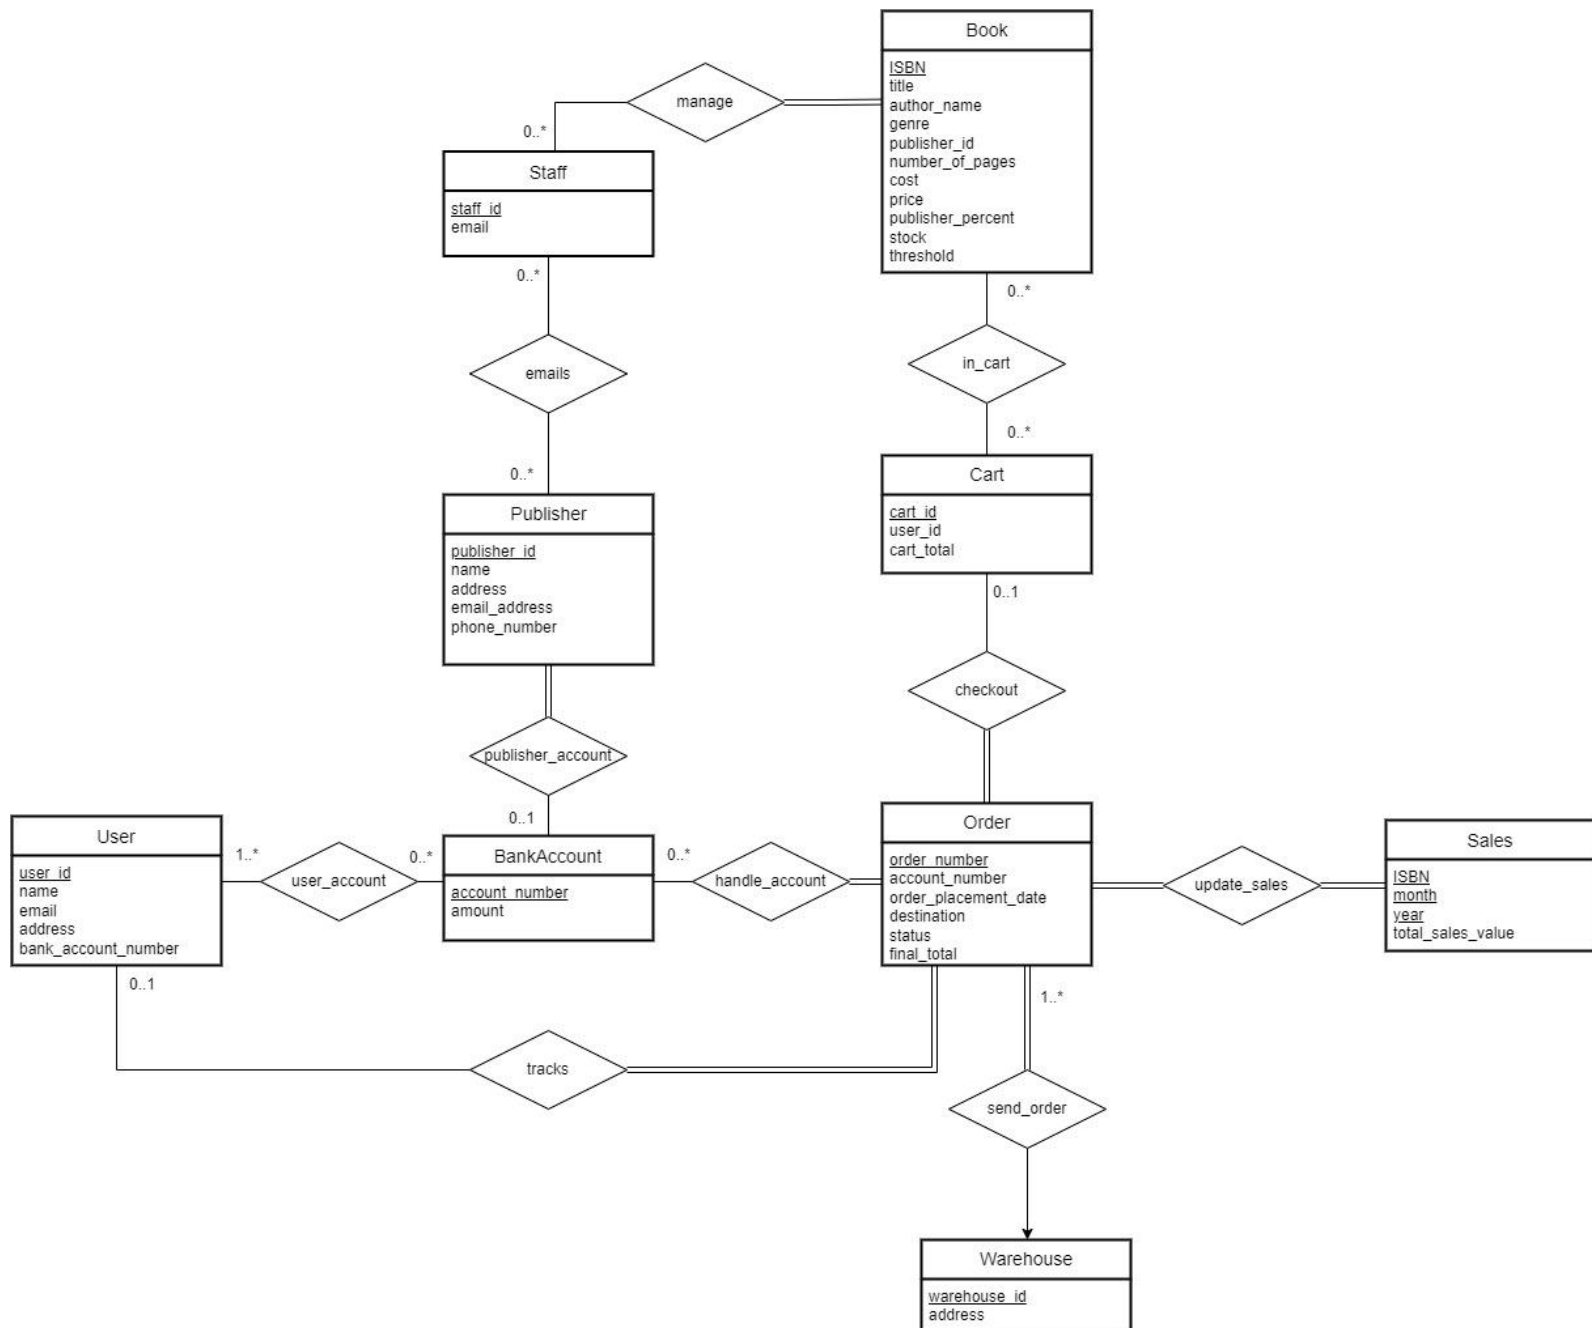 Book
ISBN
title
author_name
genre
publisher_id
number_of_pages
cost
price
publisher_percent
stock
threshold
manage
0..*
Staff
staff_id
email
0..*
0..*
emails
in_cart
0..*
0..*
Publisher
publisher_id
name
address
email_address
phone_number
Cart
cart_id
user_id
cart_total
0..1
checkout
publisher_account
0..1
User
user_id
name
email
address
bank_account_number
1..*
user_account
0..*
BankAccount
account_number
amount
0..*
handle_account
Order
order_number
account_number
order_placement_date
destination
status
final_total
update_sales
Sales
ISBN
month
year
total_sales_value
0..1
1..*
tracks
send_order
Warehouse
warehouse_id
address